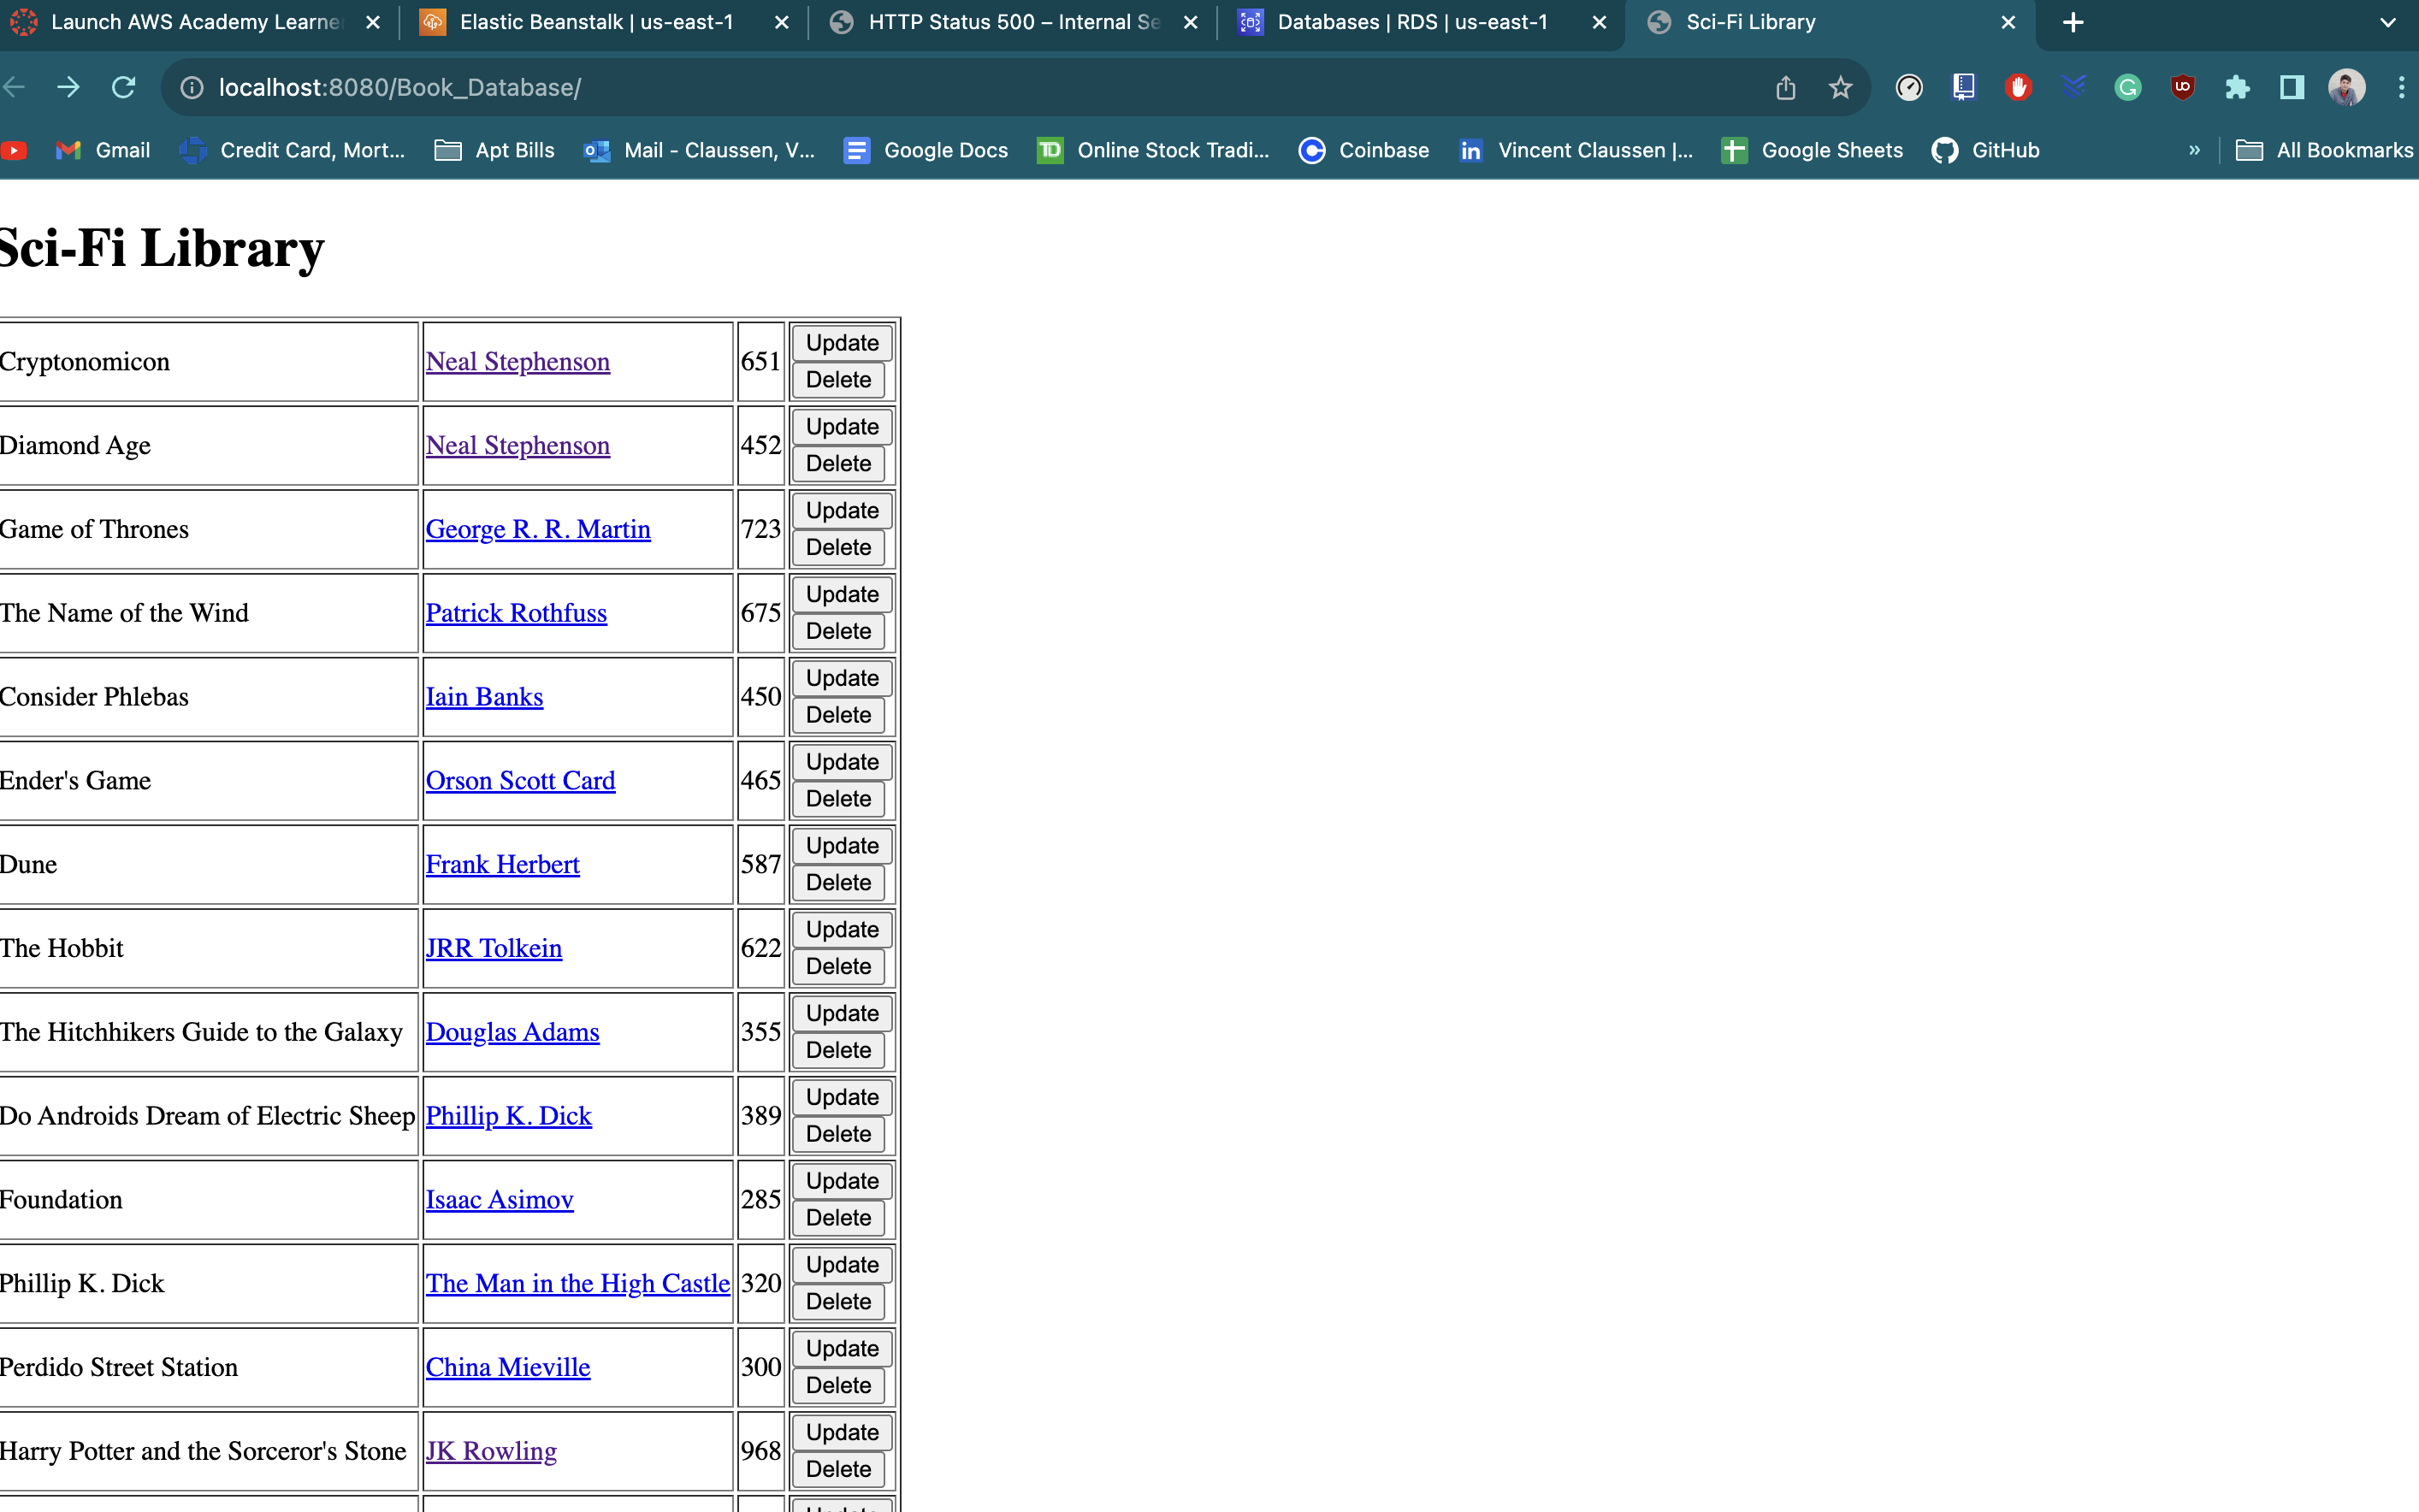 Launch AWS Academy Learne
Elastic Beanstalk | us-east-1
HTTP Status 500 – Internal Se
Databases | RDS | us-east-1
Sci-Fi Library
localhost:8080/Book_Database/
Gmail
Credit Card, Mort...
Apt Bills
Mail - Claussen, V...
Google Docs
TD
Online Stock Tradi...
Coinbase
in
Vincent Claussen |...
Google Sheets
GitHub
»
All Bookmarks
Sci-Fi Library
Cryptonomicon Neal Stephenson 651 Update
Delete
Diamond Age Neal Stephenson 452 Update
Delete
Game of Thrones George R. R. Martin 723 Update
Delete
The Name of the Wind Patrick Rothfuss 675 Update
Delete
Consider Phlebas Iain Banks 450 Update
Delete
Ender's Game Orson Scott Card 465 Update
Delete
Dune Frank Herbert 587 Update
Delete
The Hobbit JRR Tolkein 622 Update
Delete
The Hitchhikers Guide to the Galaxy Douglas Adams 355 Update
Delete
Do Androids Dream of Electric Sheep Phillip K. Dick 389 Update
Delete
Foundation Isaac Asimov 285 Update
Delete
Phillip K. Dick The Man in the High Castle 320 Update
Delete
Perdido Street Station China Mieville 300 Update
Delete
Harry Potter and the Sorceror's Stone JK Rowling 968 Update
Delete